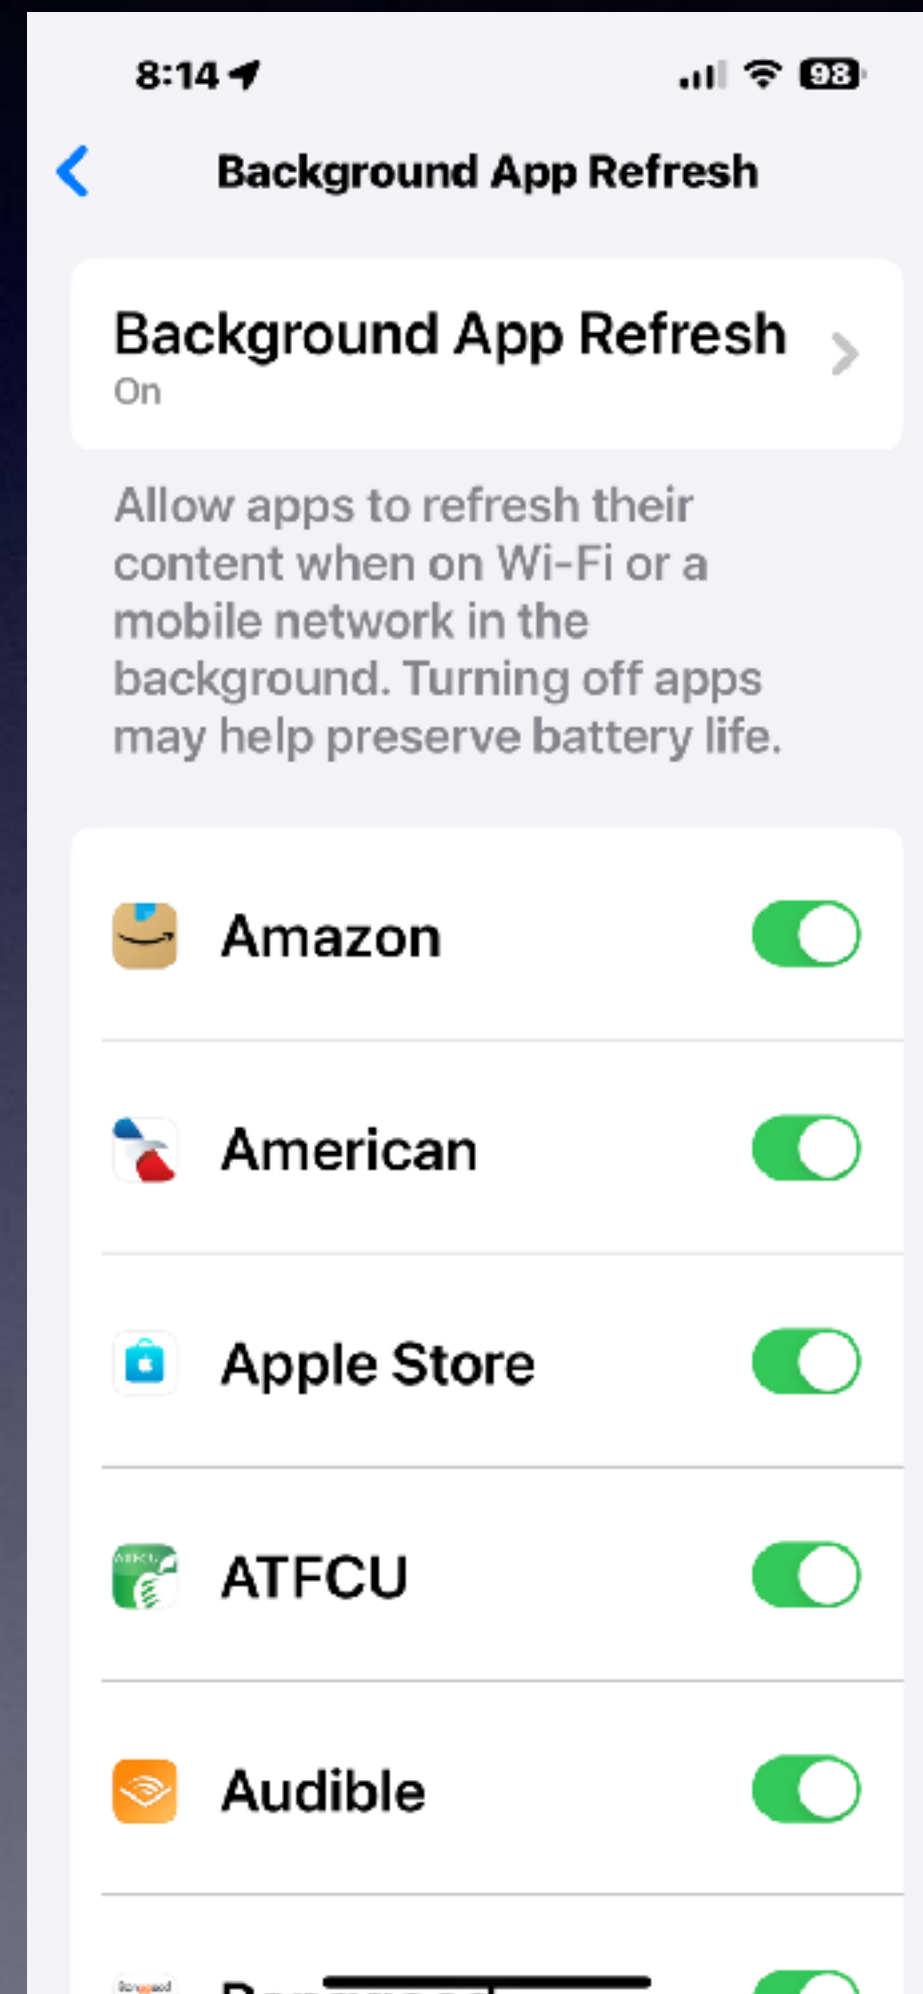 8:14
98
Background App Refresh
Background App Refresh
On
Allow apps to refresh their
content when on Wi-Fi or a
mobile network in the
background. Turning off apps
may help preserve battery life.
Amazon
American
Apple Store
ATFCU
ATFCU
Audible
Banggood